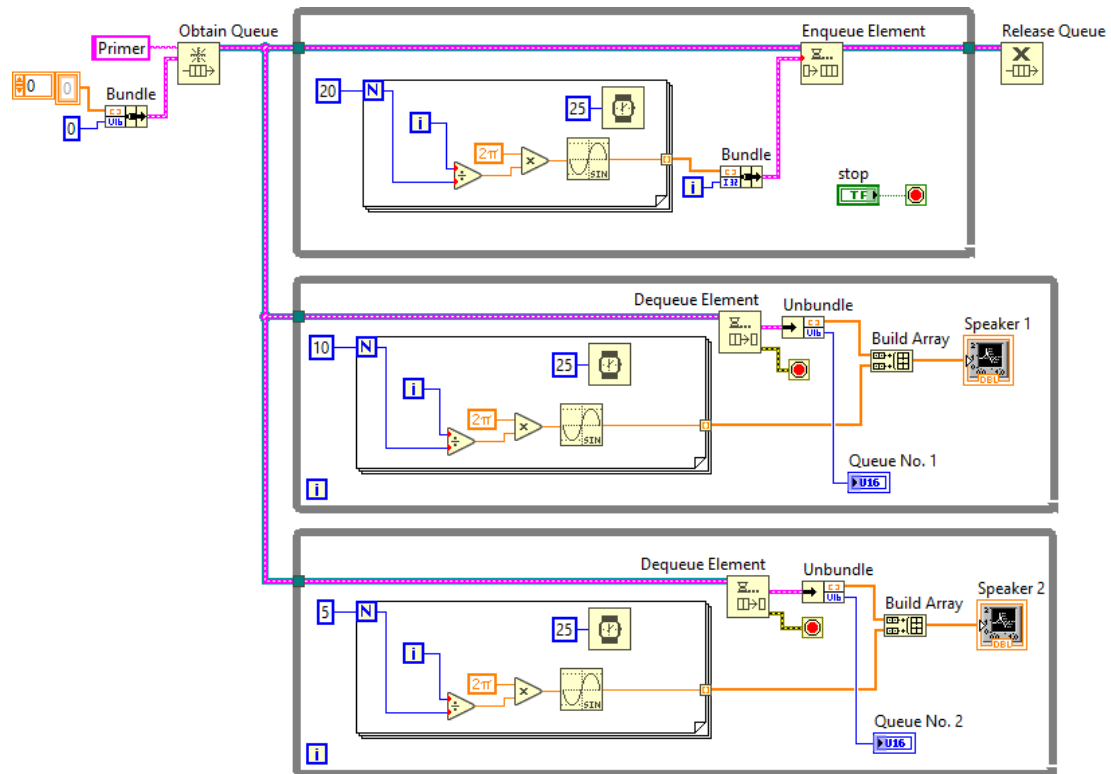 Obtain Queue
Enqueue Element
Release Queue
Primer
0
0
Bundle
0
20
N
i
25
2π
÷
×
SIN
Bundle
i
I32
stop
TF
Dequeue Element
Unbundle
Build Array
Speaker 1
DBL
10
N
i
25
2π
÷
×
SIN
Queue No. 1
U16
i
Dequeue Element
Unbundle
Build Array
Speaker 2
DBL
5
N
i
25
2π
÷
×
SIN
Queue No. 2
U16
i